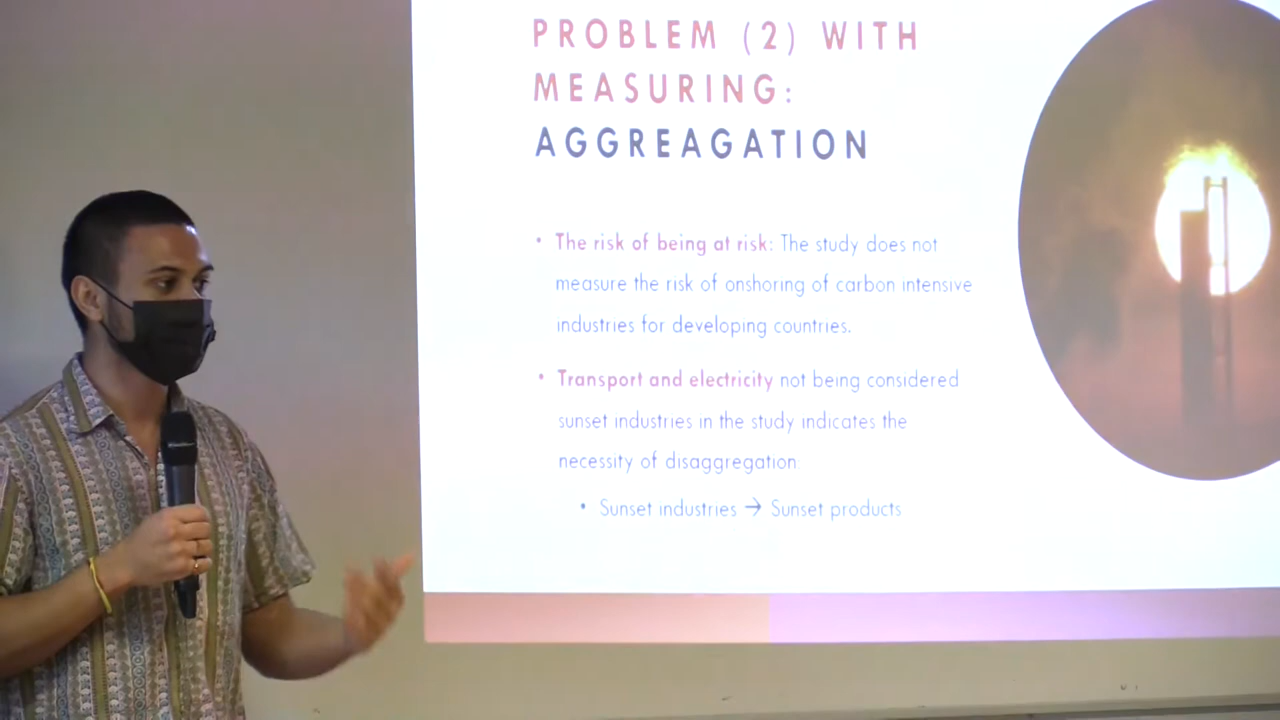 PROBLEM (2) WITH
MEASURING:
AGGREAGATION
• The risk of being at risk: The study does not
measure the risk of onshoring of carbon intensive
industries for developing countries.
• Transport and electricity not being considered
sunset industries in the study indicates the
necessity of disaggregation
• Sunset industries → Sunset products